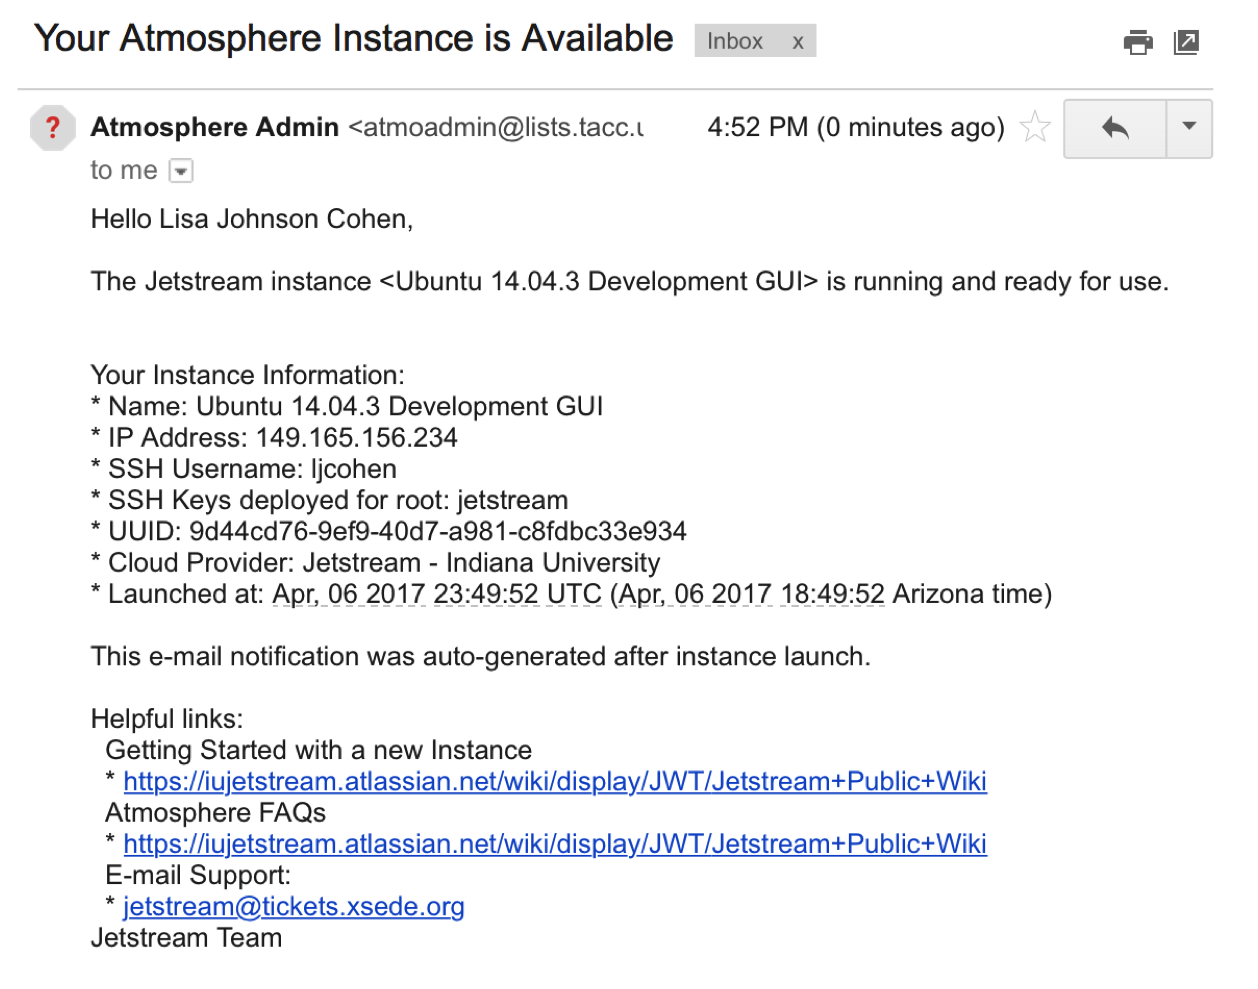 Your Atmosphere Instance is Available Inbox x
? Atmosphere Admin <atmoadmin@lists.tacc.u 4:52 PM (0 minutes ago)
to me
Hello Lisa Johnson Cohen,
The Jetstream instance <Ubuntu 14.04.3 Development GUI> is running and ready for use.
Your Instance Information:
* Name: Ubuntu 14.04.3 Development GUI
* IP Address: 149.165.156.234
* SSH Username: ljcohen
* SSH Keys deployed for root: jetstream
* UUID: 9d44cd76-9ef9-40d7-a981-c8fdbc33e934
* Cloud Provider: Jetstream - Indiana University
* Launched at: Apr, 06 2017 23:49:52 UTC (Apr, 06 2017 18:49:52 Arizona time)
This e-mail notification was auto-generated after instance launch.
Helpful links:
Getting Started with a new Instance
* https://iujetstream.atlassian.net/wiki/display/JWT/Jetstream+Public+Wiki
Atmosphere FAQs
* https://iujetstream.atlassian.net/wiki/display/JWT/Jetstream+Public+Wiki
E-mail Support:
* jetstream@tickets.xsede.org
Jetstream Team